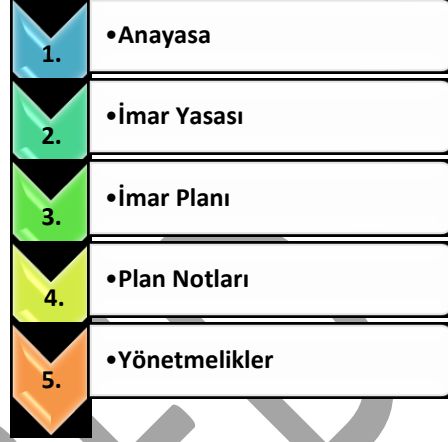 1. •Anayasa
2. •İmar Yasası
3. •İmar Planı
4. •Plan Notları
5. •Yönetmelikler